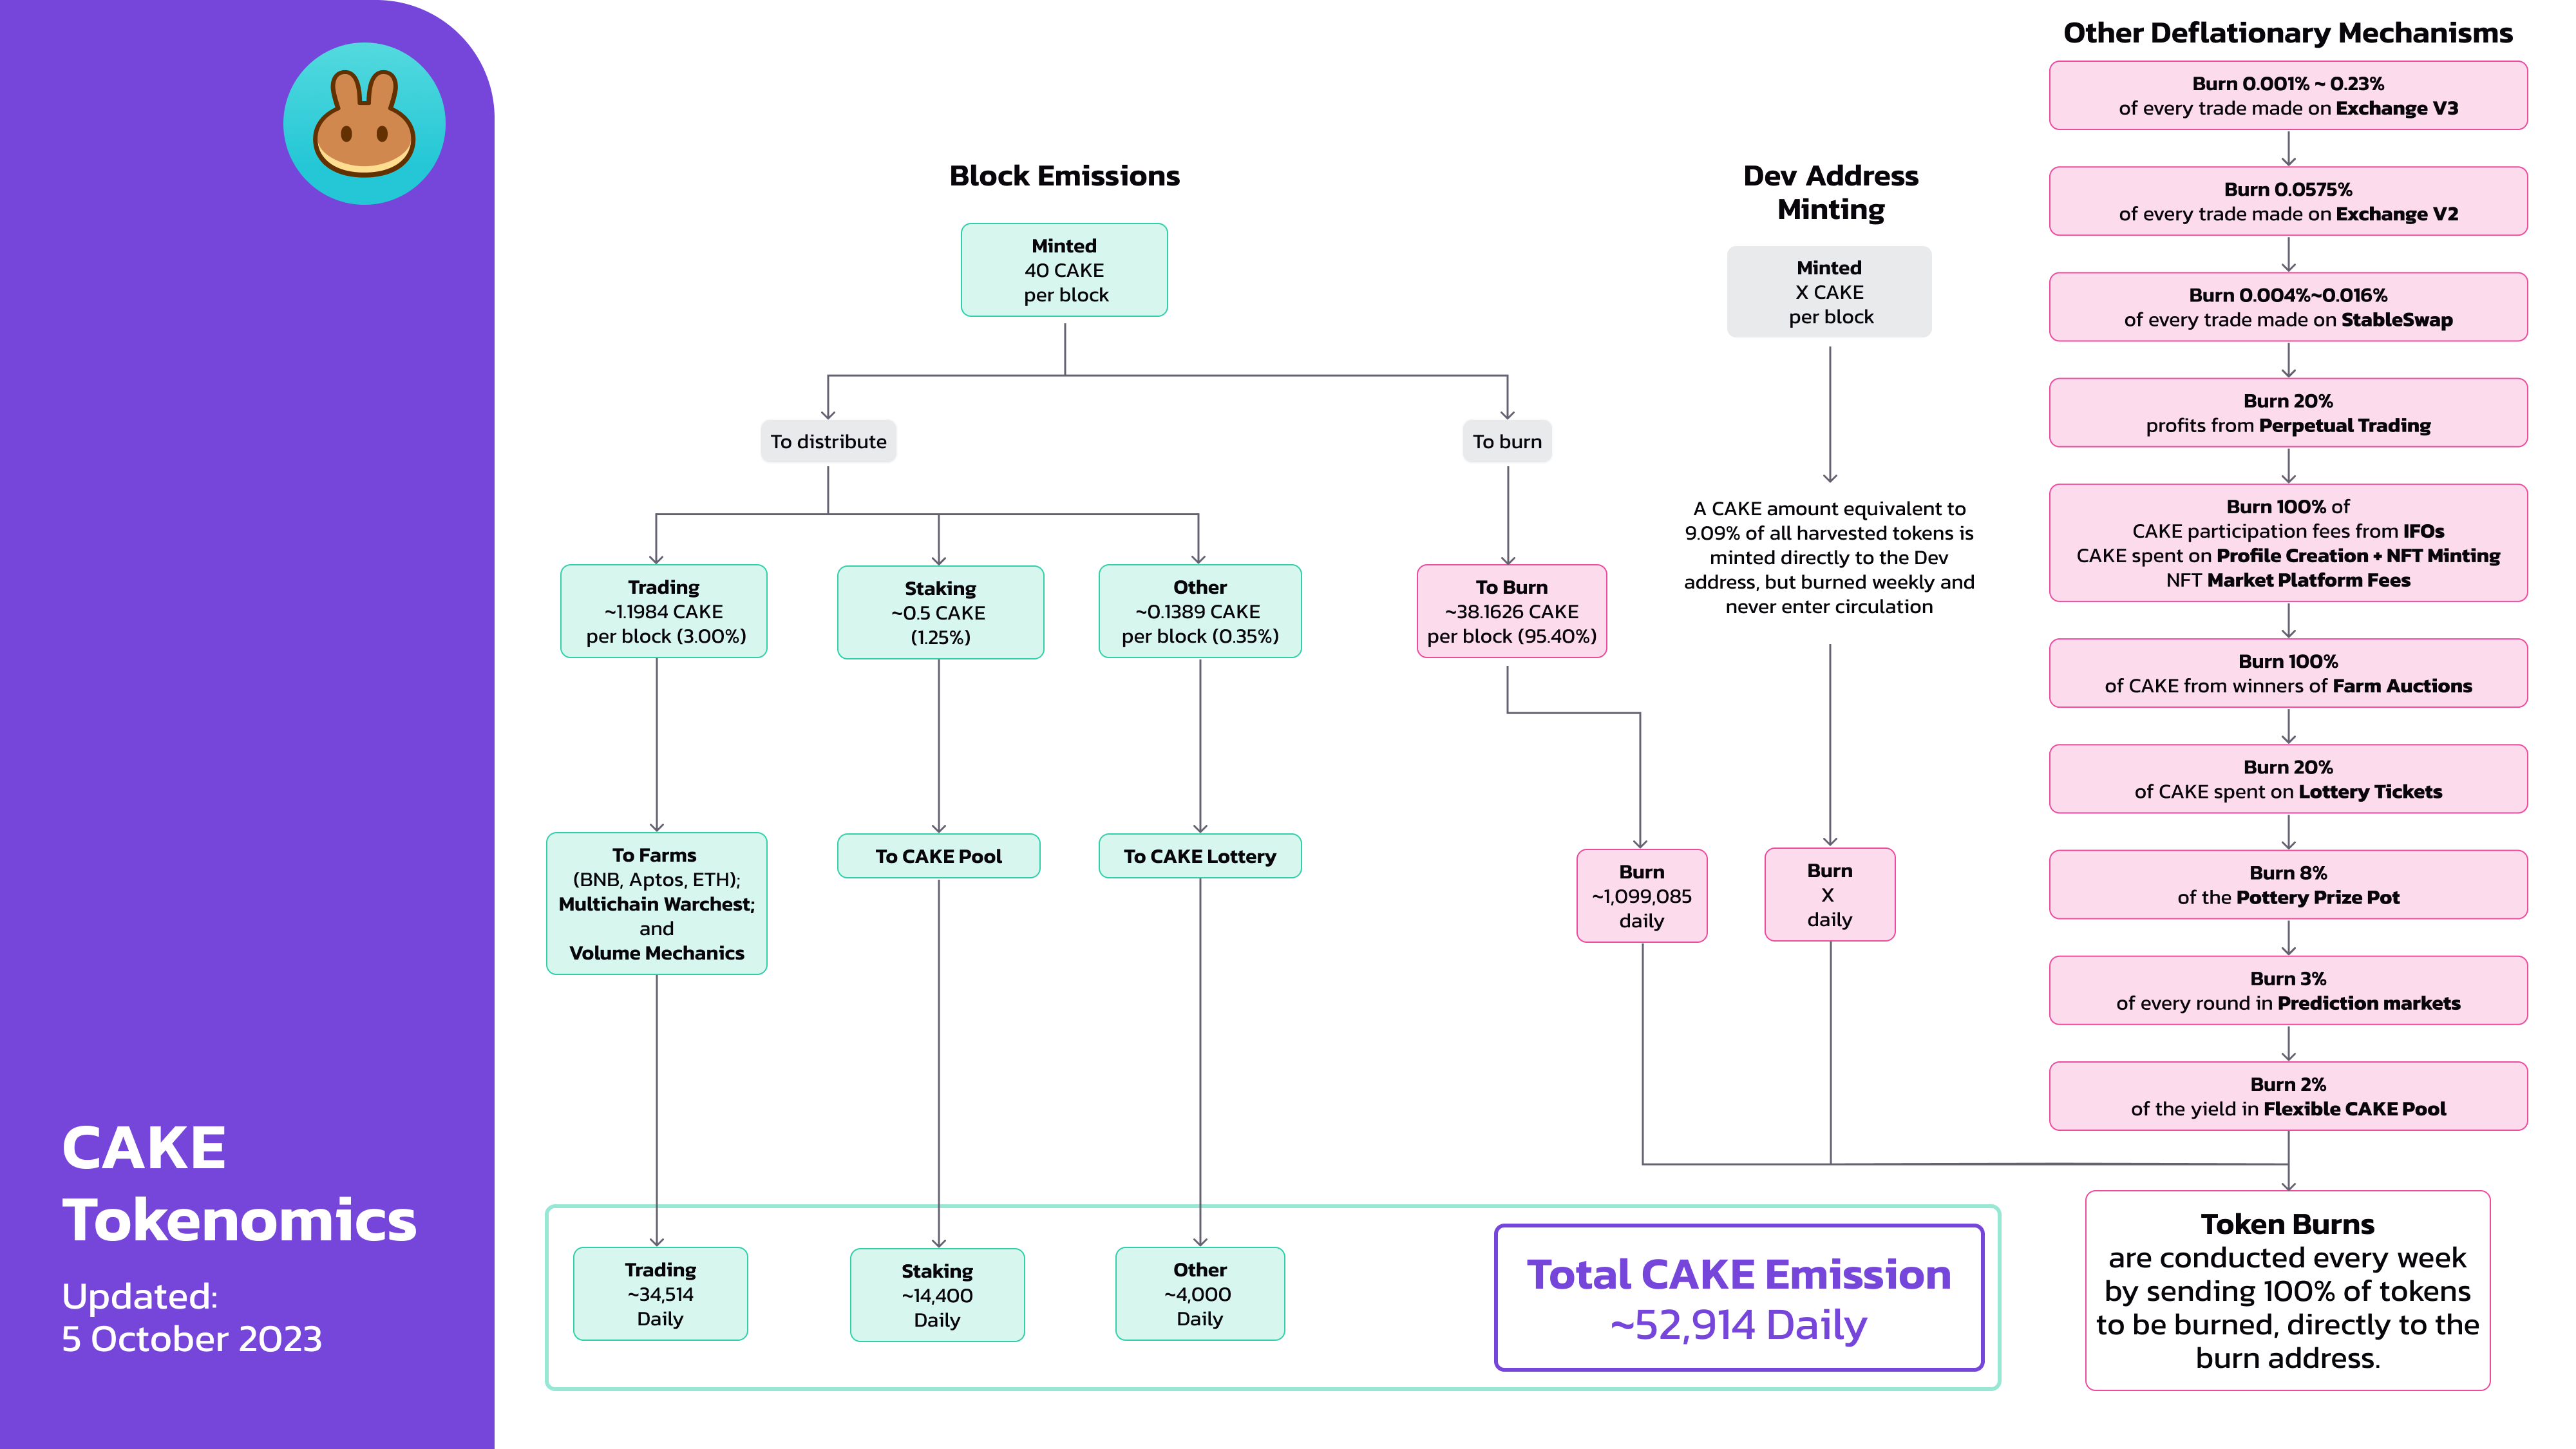 CAKE
Tokenomics
Updated:
5 October 2023
Block Emissions
Minted
40 CAKE
per block
To distribute
To burn
Trading
~1.1984 CAKE
per block (3.00%)
Staking
~0.5 CAKE
(1.25%)
Other
~0.1389 CAKE
per block (0.35%)
To Burn
~38.1626 CAKE
per block (95.40%)
To Farms
(BNB, Aptos, ETH);
Multichain Warchest;
and
Volume Mechanics
To CAKE Pool
To CAKE Lottery
Burn
~1,099,085
daily
Trading
~34,514
Daily
Staking
~14,400
Daily
Other
~4,000
Daily
Total CAKE Emission
~52,914 Daily
Dev Address
Minting
Minted
X CAKE
per block
A CAKE amount equivalent to
9.09% of all harvested tokens is
minted directly to the Dev
address, but burned weekly and
never enter circulation
Burn
X
daily
Other Deflationary Mechanisms
Burn 0.001% ~ 0.23%
of every trade made on Exchange V3
Burn 0.0575%
of every trade made on Exchange V2
Burn 0.004%~0.016%
of every trade made on StableSwap
Burn 20%
profits from Perpetual Trading
Burn 100% of
CAKE participation fees from IFOs
CAKE spent on Profile Creation + NFT Minting
NFT Market Platform Fees
Burn 100%
of CAKE from winners of Farm Auctions
Burn 20%
of CAKE spent on Lottery Tickets
Burn 8%
of the Pottery Prize Pot
Burn 3%
of every round in Prediction markets
Burn 2%
of the yield in Flexible CAKE Pool
Token Burns
are conducted every week
by sending 100% of tokens
to be burned, directly to the
burn address.